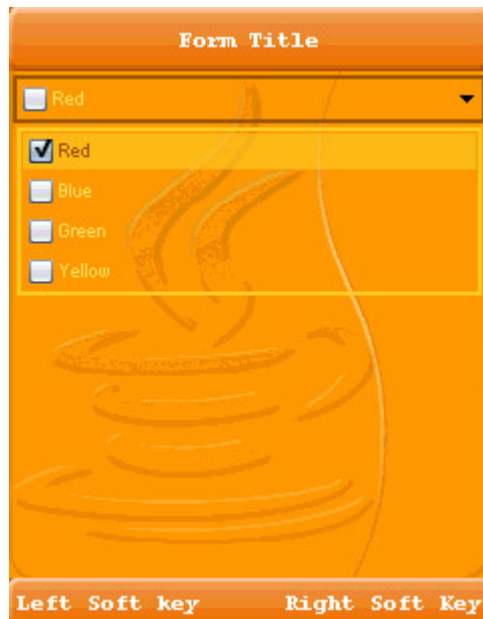 Form Title
Red
Red
Blue
Green
Yellow
Left Soft key Right Soft Key